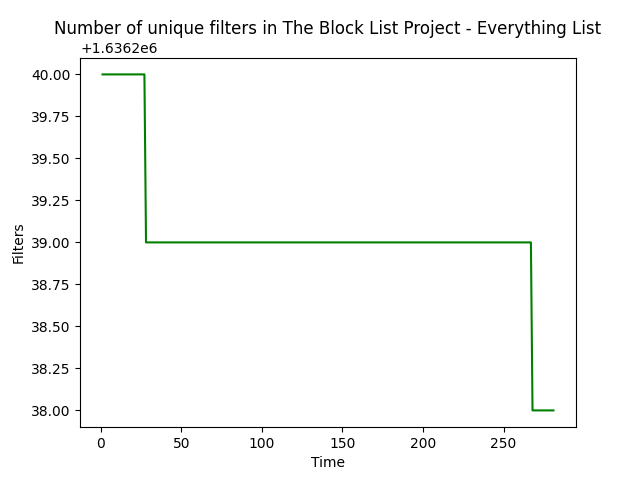 Number of unique filters in The Block List Project - Everything List
+1.6362e6
40.00
39.75
39.50
39.25
39.00
38.75
38.50
38.25
38.00
Filters
0 50 100 150 200 250
Time